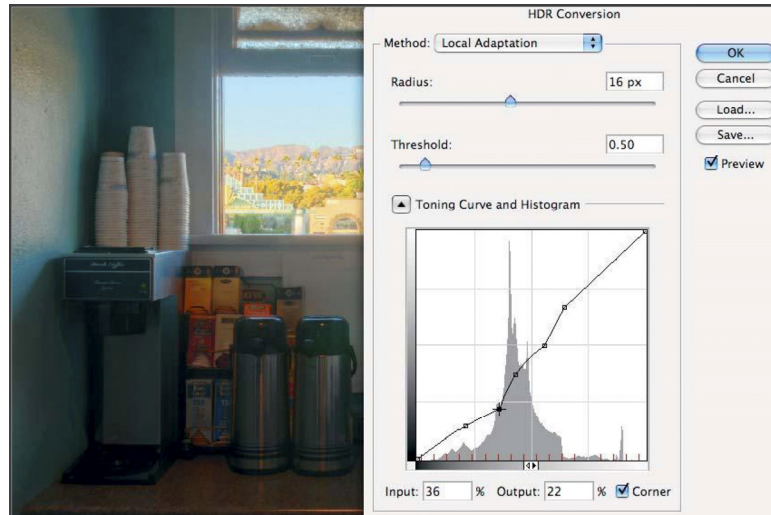 HDR Conversion
Method: Local Adaptation
OK
Cancel
Load...
Save...
Preview
Radius: 16 px
Threshold: 0.50
Toning Curve and Histogram
Input: 36 % Output: 22 % Corner